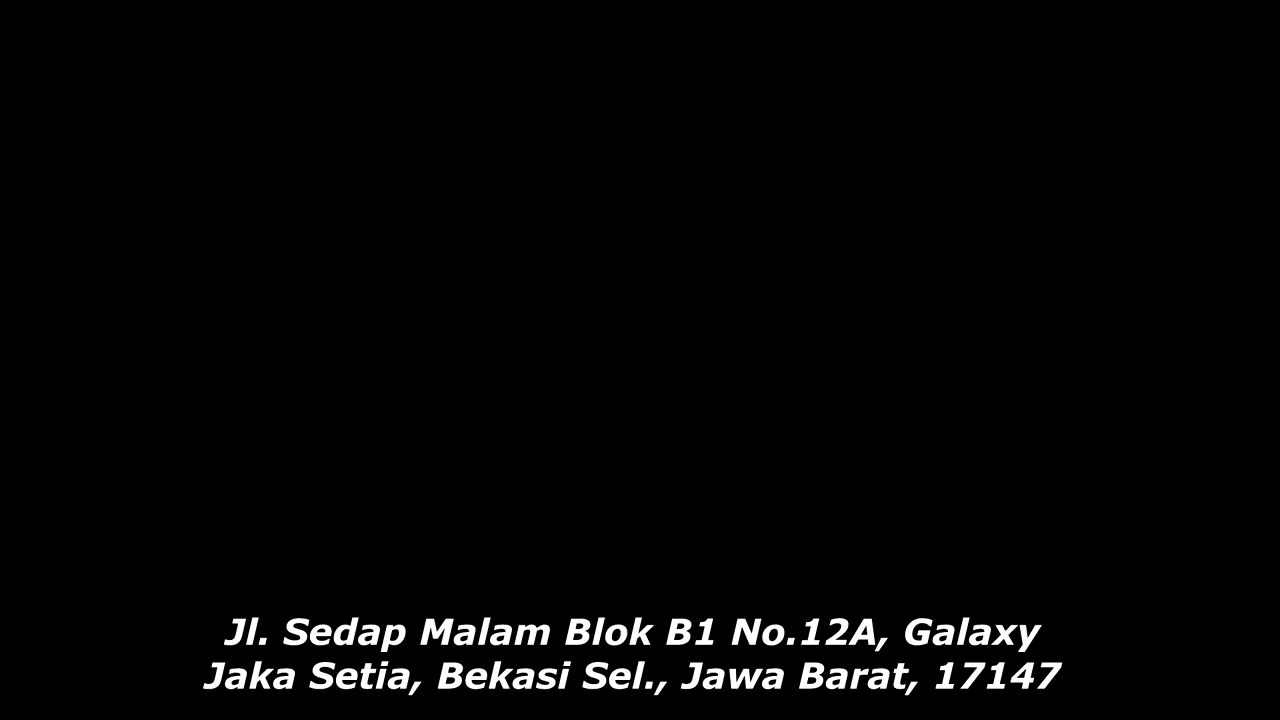 Jl. Sedap Malam Blok B1 No.12A, Galaxy
Jaka Setia, Bekasi Sel., Jawa Barat, 17147